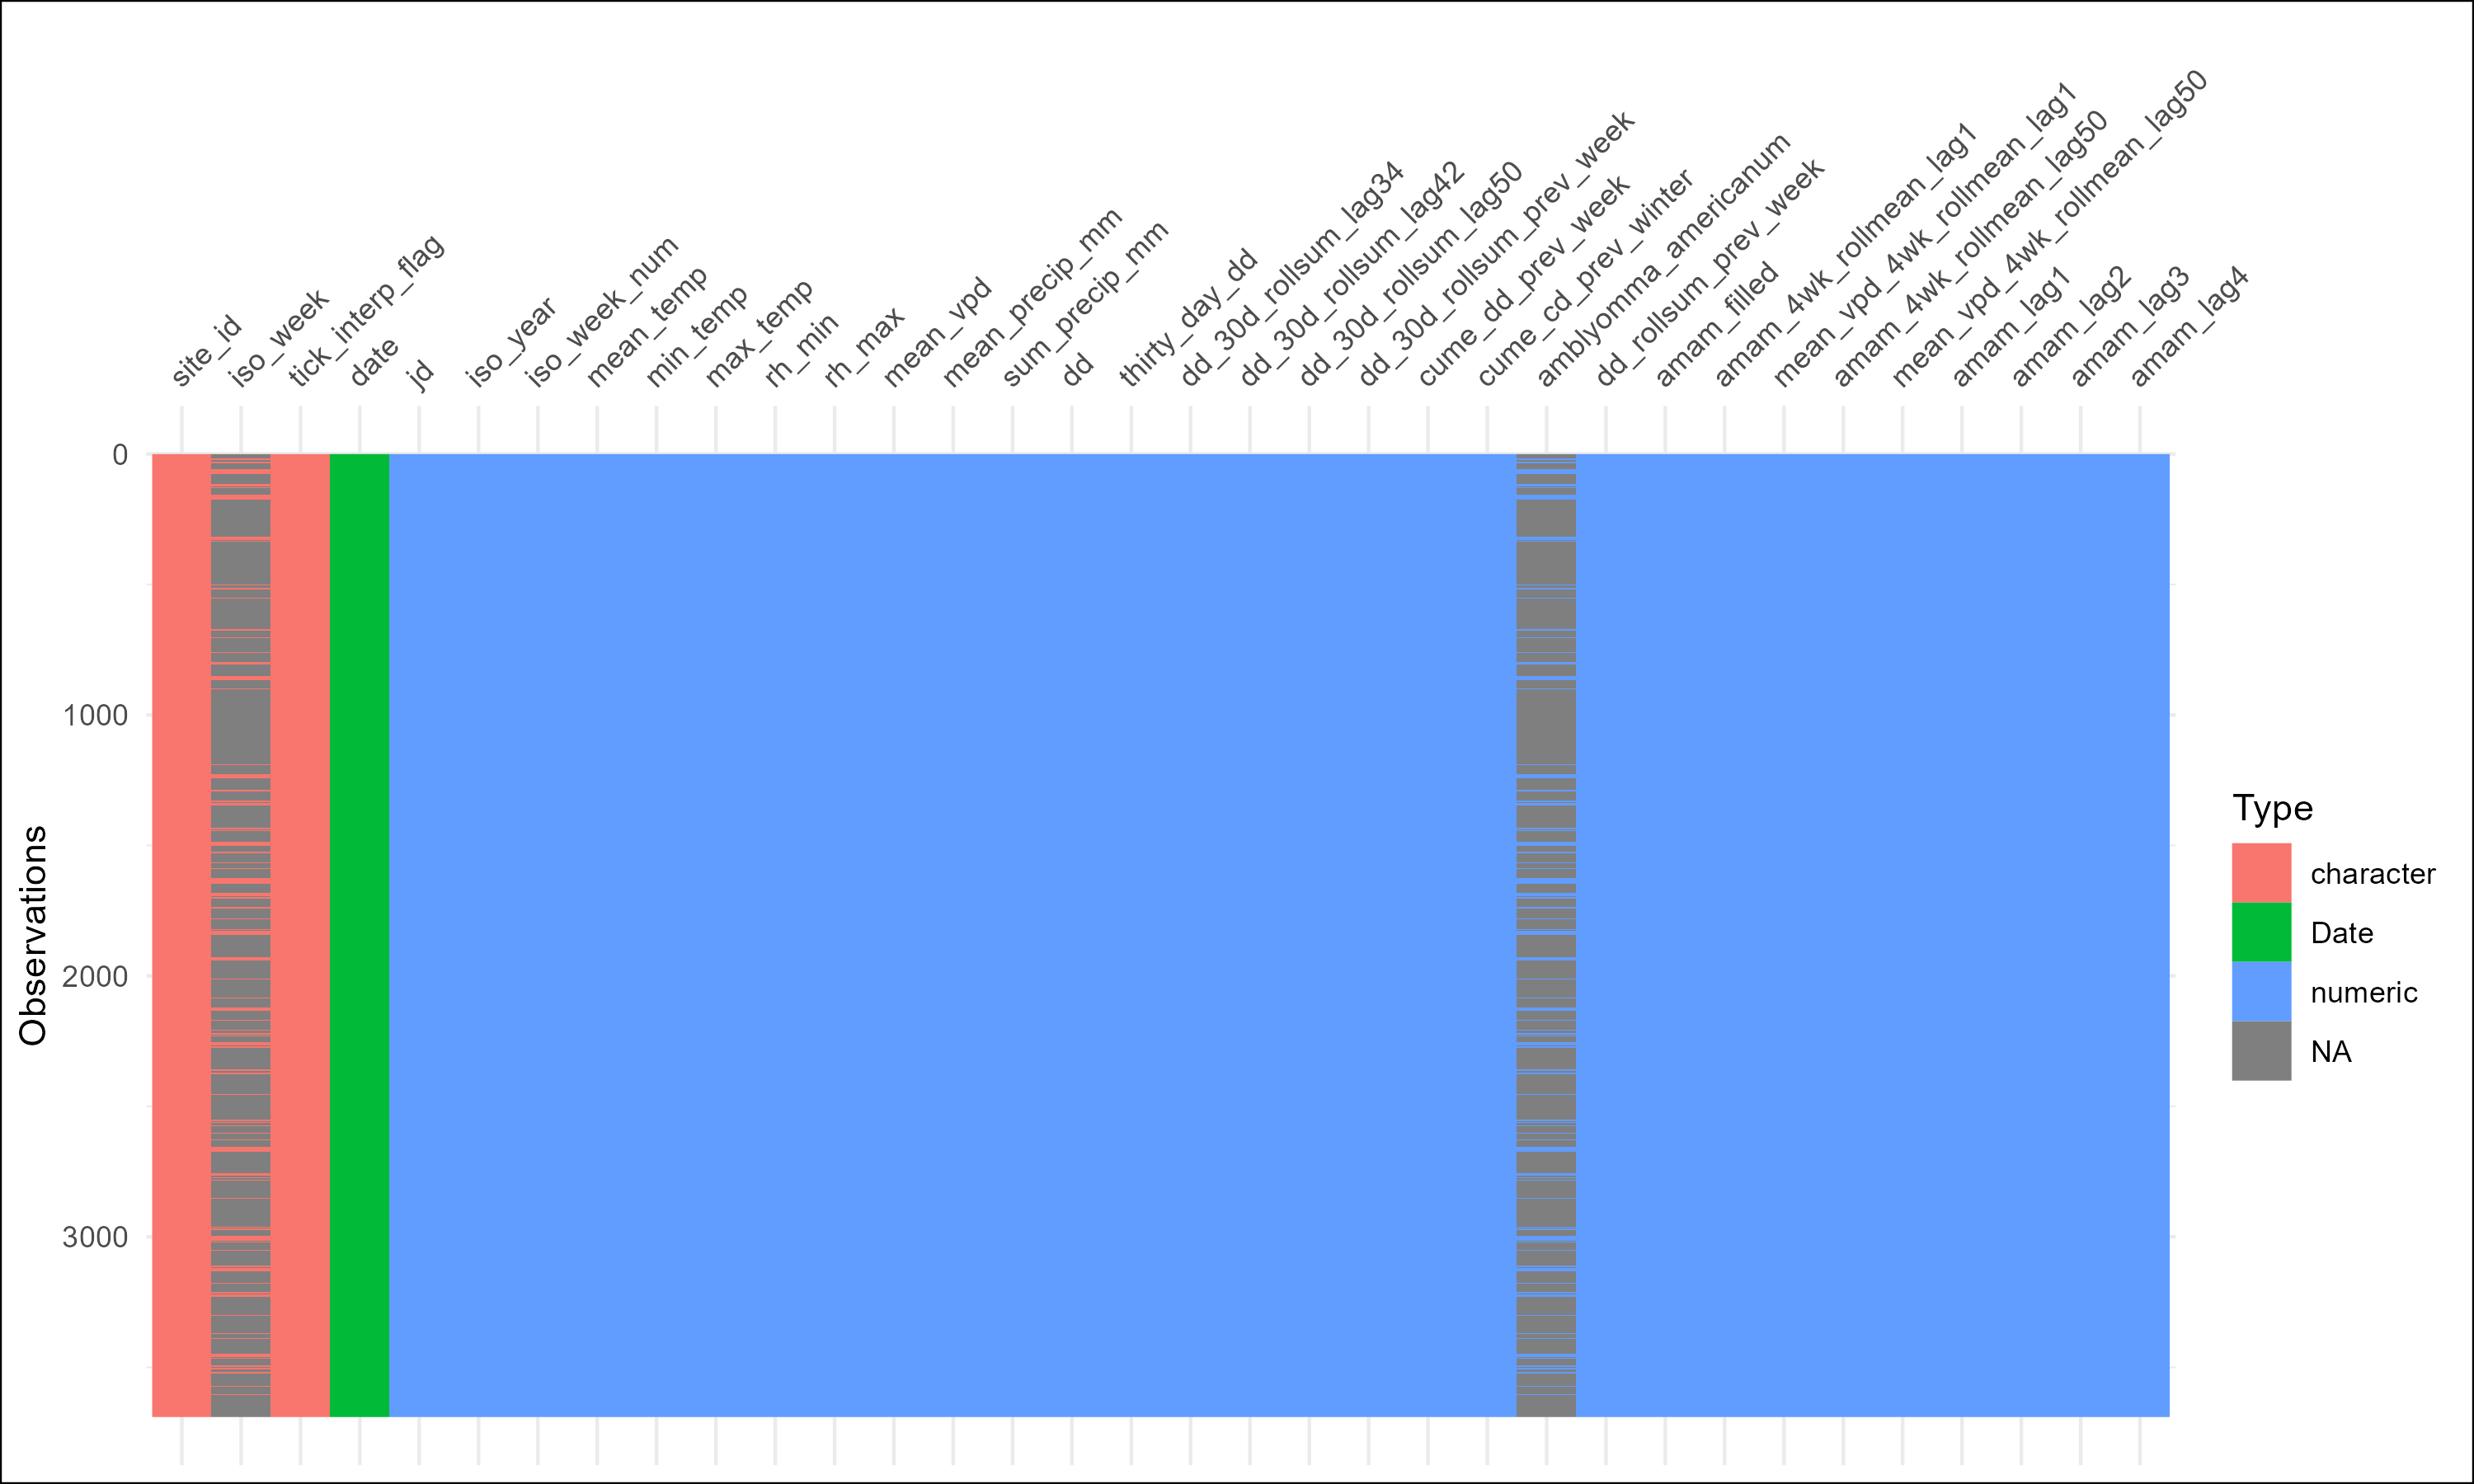 site_id
iso_week
tick_interp_flag
date
jd
iso_year
iso_week_num
mean_temp
min_temp
max_temp
rh_min
rh_max
mean_vpd
mean_precip_mm
sum_precip_mm
dd
thirty_day_dd
dd_30d_rollsum_lag34
dd_30d_rollsum_lag42
dd_30d_rollsum_lag50
dd_30d_rollsum_prev_week
cume_dd_prev_week
cume_cd_prev_winter
amblyomma_americanum
dd_rollsum_prev_week
amam_filled
amam_4wk_rollmean_lag1
mean_vpd_4wk_rollmean_lag1
amam_4wk_rollmean_lag50
mean_vpd_4wk_rollmean_lag50
amam_lag1
amam_lag2
amam_lag3
amam_lag4
0
1000
2000
3000
Observations
Type
character
Date
numeric
NA